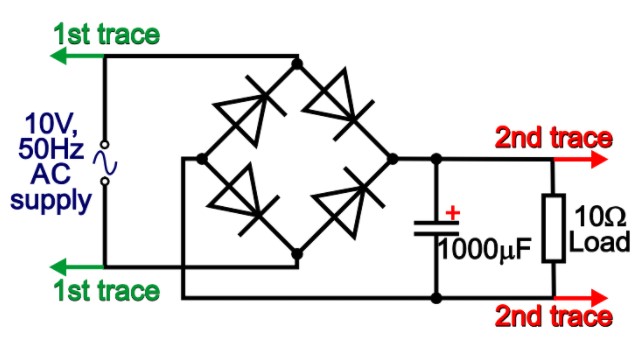 1st trace
10V,
50Hz
AC
supply
2nd trace
+
1000µF
10Ω
Load
1st trace
2nd trace